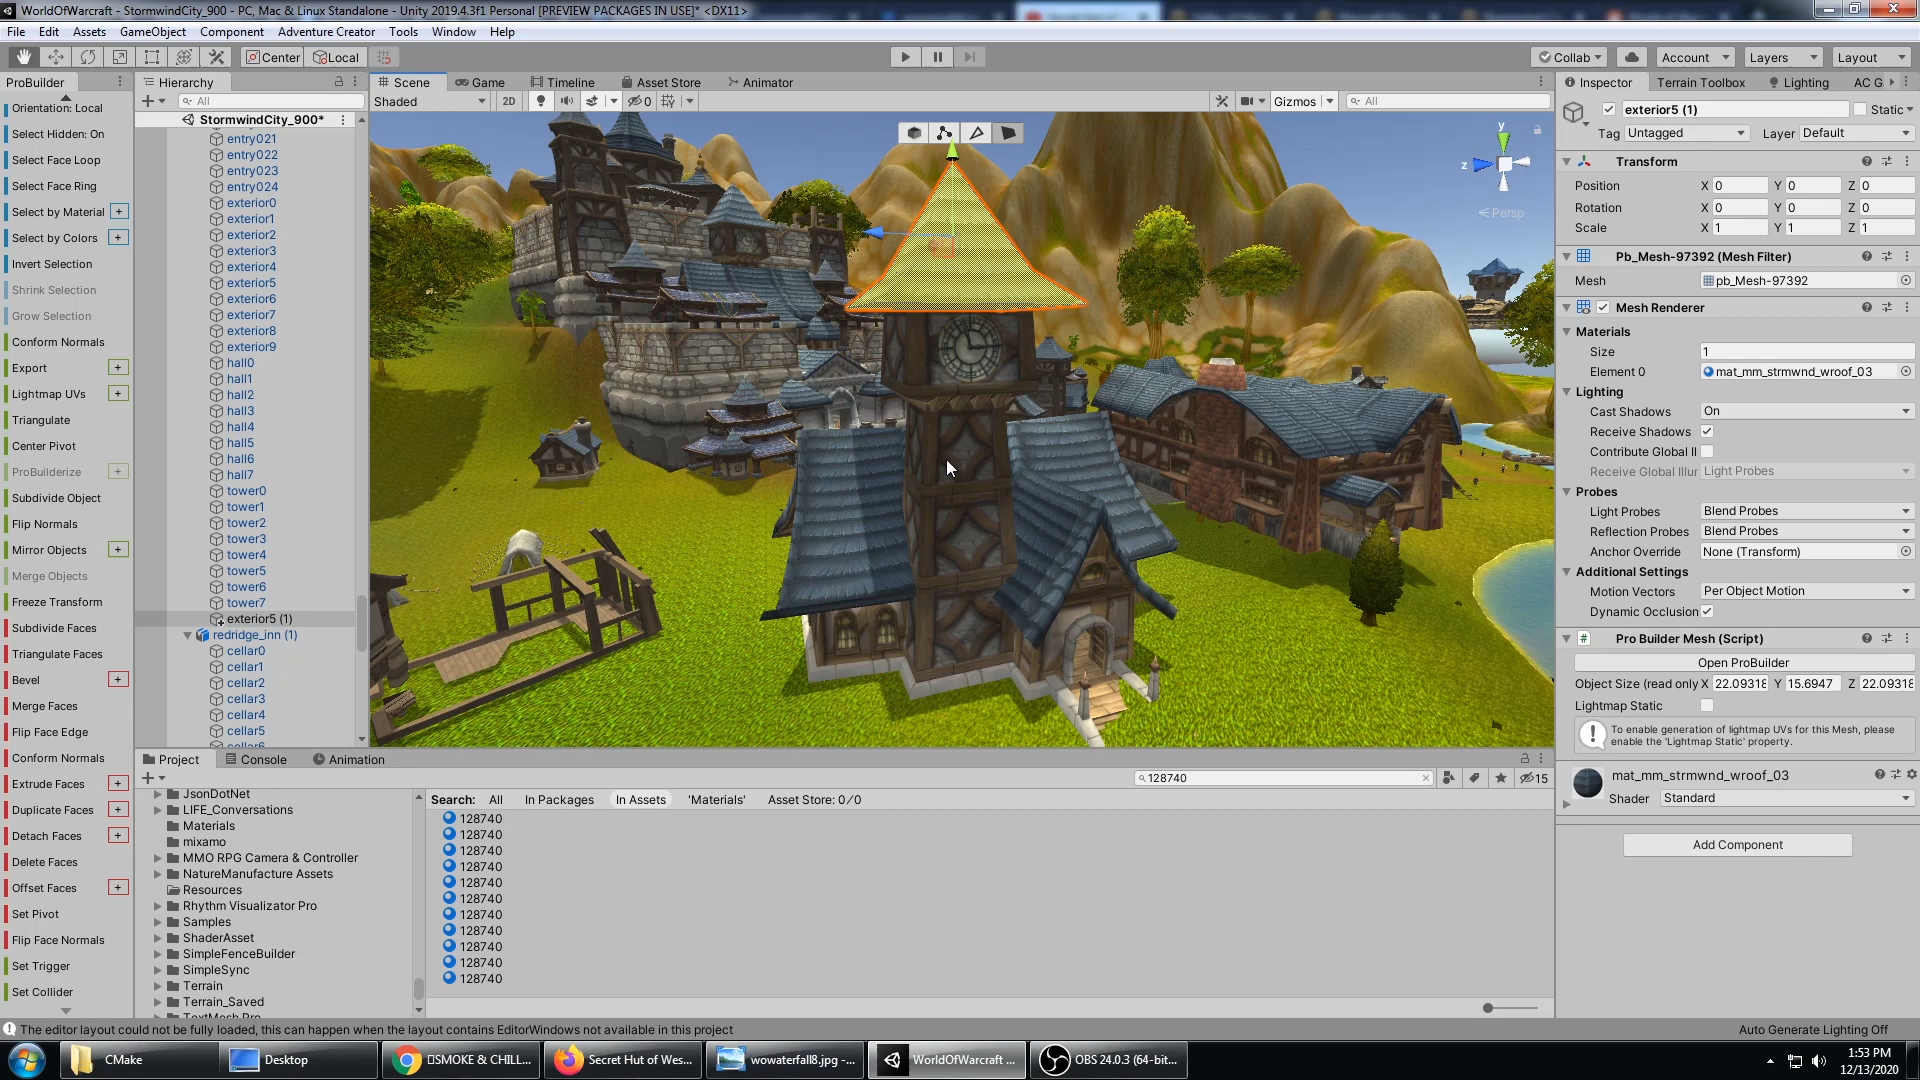 WorldOfWarcraft - StormwindCity_900 - PC, Mac & Linux Standalone - Unity 2019.4.3f1 Personal [PREVIEW PACKAGES IN USE]* <DX11>
File Edit Assets GameObject Component Adventure Creator Tools Window Help
Center Local Collab Account Layers Layout
ProBuilder
Orientation: Local
Select Hidden: On
Select Face Loop
Select Face Ring
Select by Material +
Select by Colors +
Invert Selection
Shrink Selection
Grow Selection
Conform Normals
Export +
Lightmap UVs +
Triangulate
Center Pivot
ProBuilderize +
Subdivide Object
Flip Normals
Mirror Objects +
Merge Objects
Freeze Transform
Subdivide Faces
Triangulate Faces
Bevel +
Merge Faces
Flip Face Edge
Conform Normals
Extrude Faces +
Duplicate Faces +
Detach Faces +
Delete Faces
Offset Faces +
Set Pivot
Flip Face Normals
Set Trigger
Set Collider
Hierarchy
All
StormwindCity_900*
entry021
entry022
entry023
entry024
exterior0
exterior1
exterior2
exterior3
exterior4
exterior5
exterior6
exterior7
exterior8
exterior9
hall0
hall1
hall2
hall3
hall4
hall5
hall6
hall7
tower0
tower1
tower2
tower3
tower4
tower5
tower6
tower7
exterior5 (1)
redridge_inn (1)
cellar0
cellar1
cellar2
cellar3
cellar4
cellar5
cellar6
Scene Game Timeline Asset Store Animator
Shaded 2D 0 Gizmos All
y
z
Persp
Project Console Animation
128740 15
JsonDotNet
LIFE_Conversations
Materials
mixamo
MMO RPG Camera & Controller
NatureManufacture Assets
Resources
Rhythm Visualizator Pro
Samples
ShaderAsset
SimpleFenceBuilder
SimpleSync
Terrain
Terrain_Saved
TextMesh Pro
Search: All In Packages In Assets 'Materials' Asset Store: 0/0
128740
128740
128740
128740
128740
128740
128740
128740
128740
128740
128740
Inspector Terrain Toolbox Lighting AC G
exterior5 (1) Static
Tag Untagged Layer Default
Transform
Position X 0 Y 0 Z 0
Rotation X 0 Y 0 Z 0
Scale X 1 Y 1 Z 1
Pb_Mesh-97392 (Mesh Filter)
Mesh pb_Mesh-97392
Mesh Renderer
Materials
Size 1
Element 0 mat_mm_strmwnd_wroof_03
Lighting
Cast Shadows On
Receive Shadows
Contribute Global Il
Receive Global Illur Light Probes
Probes
Light Probes Blend Probes
Reflection Probes Blend Probes
Anchor Override None (Transform)
Additional Settings
Motion Vectors Per Object Motion
Dynamic Occlusion
Pro Builder Mesh (Script)
Open ProBuilder
Object Size (read only X 22.09318 Y 15.6947 Z 22.09318
Lightmap Static
To enable generation of lightmap UVs for this Mesh, please
enable the 'Lightmap Static' property.
mat_mm_strmwnd_wroof_03
Shader Standard
Add Component
The editor layout could not be fully loaded, this can happen when the layout contains EditorWindows not available in this project
Auto Generate Lighting Off
CMake Desktop SMOKE & CHILL... Secret Hut of Wes... wowaterfall8.jpg -... WorldOfWarcraft ... OBS 24.0.3 (64-bit...
1:53 PM
12/13/2020